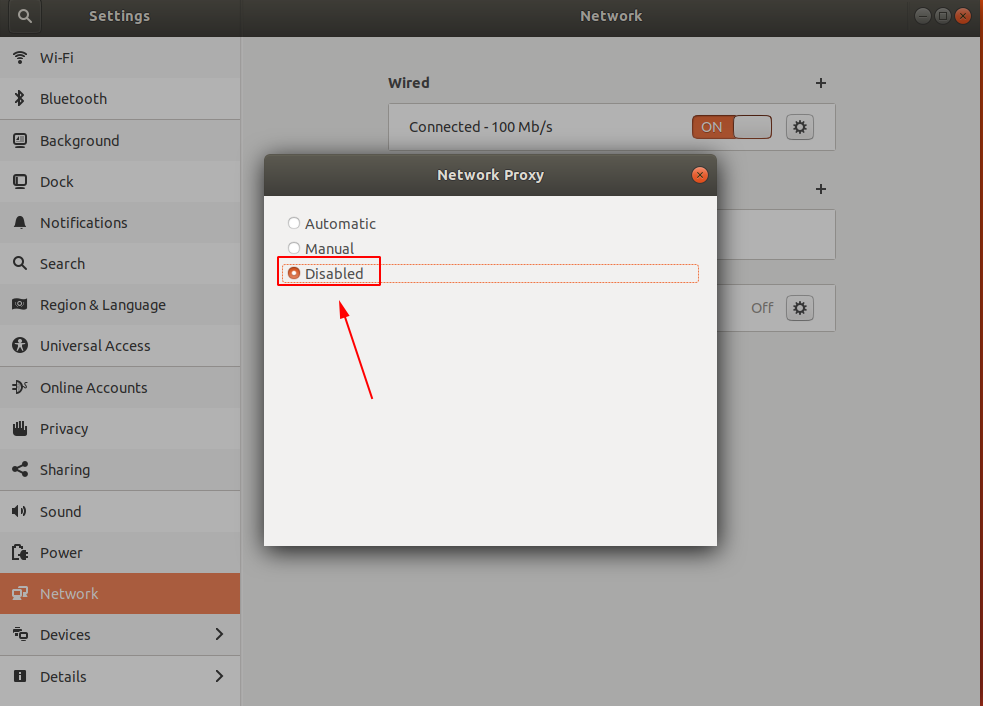 Settings
Network
Wi-Fi
Bluetooth
Background
Dock
Notifications
Search
Region & Language
Universal Access
Online Accounts
Privacy
Sharing
Sound
Power
Network
Devices
Details
Wired
Connected - 100 Mb/s
ON
Off
Network Proxy
Automatic
Manual
Disabled